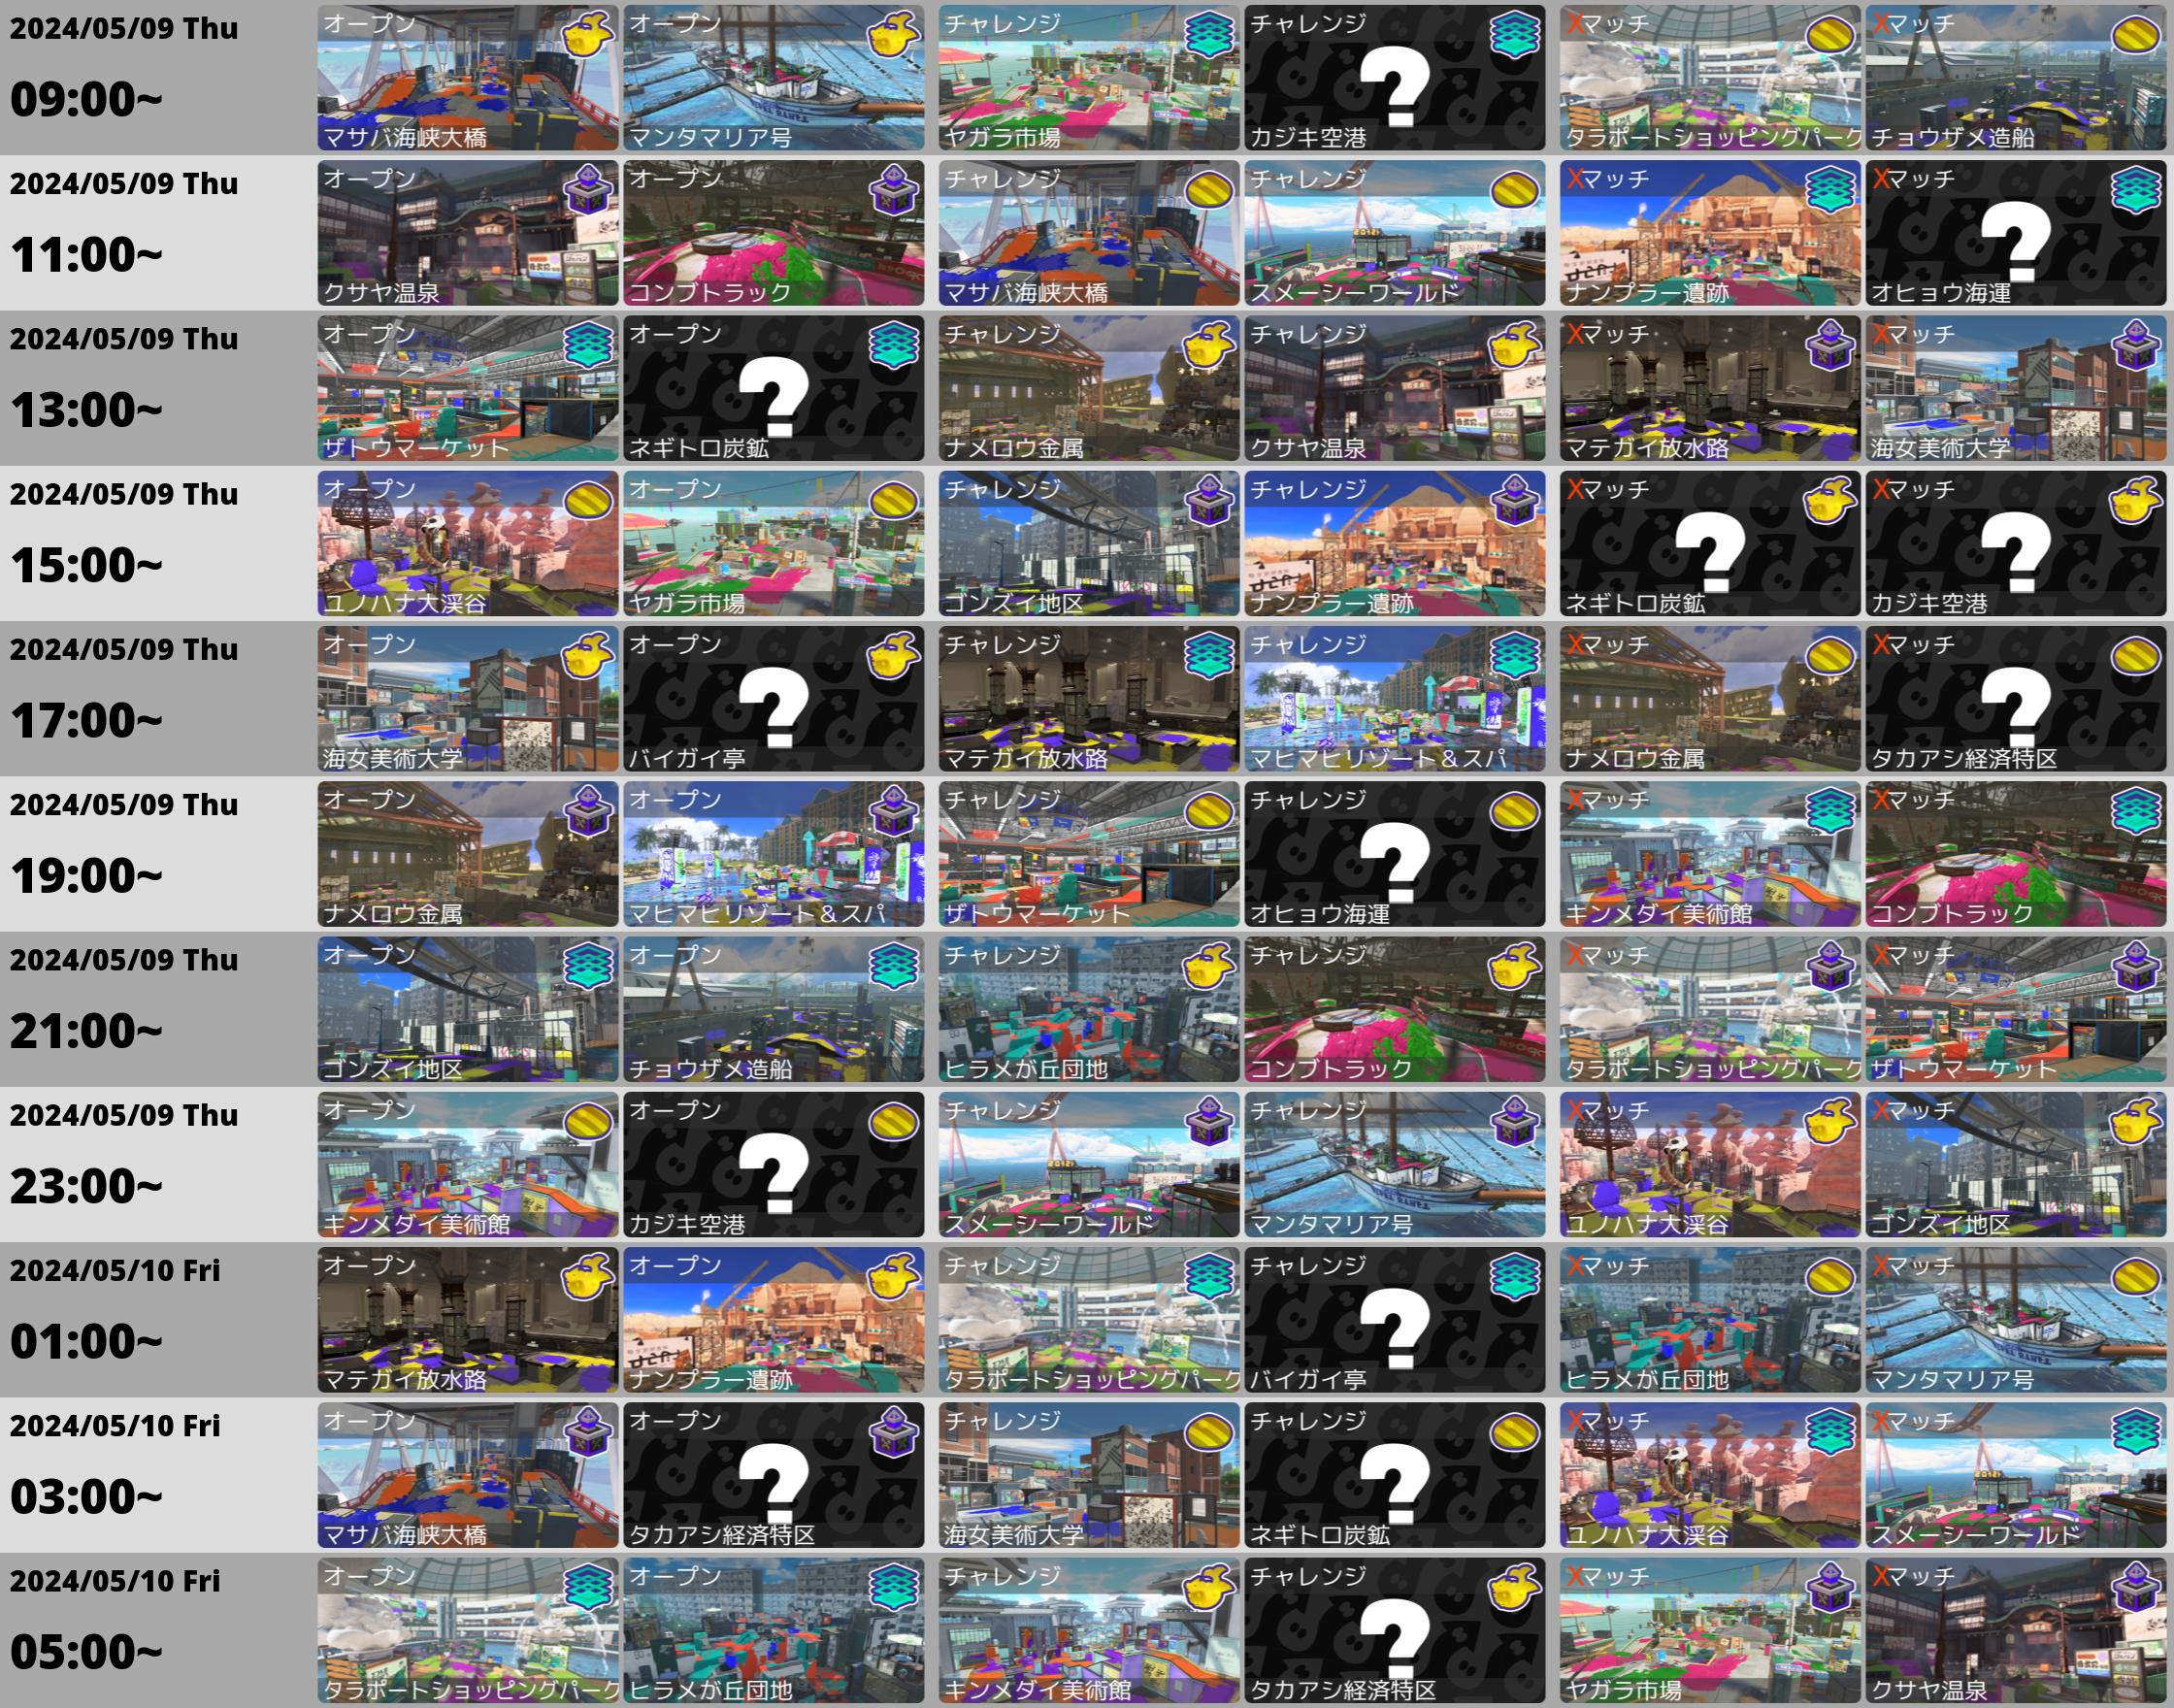 2024/05/09 Thu
09:00~
オープン
マサバ海峡大橋
オープン
マンタマリア号
チャレンジ
ヤガラ市場
チャレンジ
カジキ空港
Xマッチ
タラポートショッピングパーク
Xマッチ
チョウザメ造船
2024/05/09 Thu
11:00~
オープン
クサヤ温泉
オープン
コンブトラック
チャレンジ
マサバ海峡大橋
チャレンジ
スメーシーワールド
Xマッチ
ナンプラー遺跡
Xマッチ
オヒョウ海運
2024/05/09 Thu
13:00~
オープン
ザトウマーケット
オープン
ネギトロ炭鉱
チャレンジ
ナメロウ金属
チャレンジ
クサヤ温泉
Xマッチ
マテガイ放水路
Xマッチ
海女美術大学
2024/05/09 Thu
15:00~
オープン
ユノハナ大渓谷
オープン
ヤガラ市場
チャレンジ
ゴンズイ地区
チャレンジ
ナンプラー遺跡
Xマッチ
ネギトロ炭鉱
Xマッチ
カジキ空港
2024/05/09 Thu
17:00~
オープン
海女美術大学
オープン
バイガイ亭
チャレンジ
マテガイ放水路
チャレンジ
マヒマヒリゾート&スパ
Xマッチ
ナメロウ金属
Xマッチ
タカアシ経済特区
2024/05/09 Thu
19:00~
オープン
ナメロウ金属
オープン
マヒマヒリゾート&スパ
チャレンジ
ザトウマーケット
チャレンジ
オヒョウ海運
Xマッチ
キンメダイ美術館
Xマッチ
コンブトラック
2024/05/09 Thu
21:00~
オープン
ゴンズイ地区
オープン
チョウザメ造船
チャレンジ
ヒラメが丘団地
チャレンジ
コンブトラック
Xマッチ
タラポートショッピングパーク
Xマッチ
ザトウマーケット
2024/05/09 Thu
23:00~
オープン
キンメダイ美術館
オープン
カジキ空港
チャレンジ
スメーシーワールド
チャレンジ
マンタマリア号
Xマッチ
ユノハナ大渓谷
Xマッチ
ゴンズイ地区
2024/05/10 Fri
01:00~
オープン
マテガイ放水路
オープン
ナンプラー遺跡
チャレンジ
タラポートショッピングパーク
チャレンジ
バイガイ亭
Xマッチ
ヒラメが丘団地
Xマッチ
マンタマリア号
2024/05/10 Fri
03:00~
オープン
マサバ海峡大橋
オープン
タカアシ経済特区
チャレンジ
海女美術大学
チャレンジ
ネギトロ炭鉱
Xマッチ
ユノハナ大渓谷
Xマッチ
スメーシーワールド
2024/05/10 Fri
05:00~
オープン
タラポートショッピングパーク
オープン
ヒラメが丘団地
チャレンジ
キンメダイ美術館
チャレンジ
タカアシ経済特区
Xマッチ
ヤガラ市場
Xマッチ
クサヤ温泉